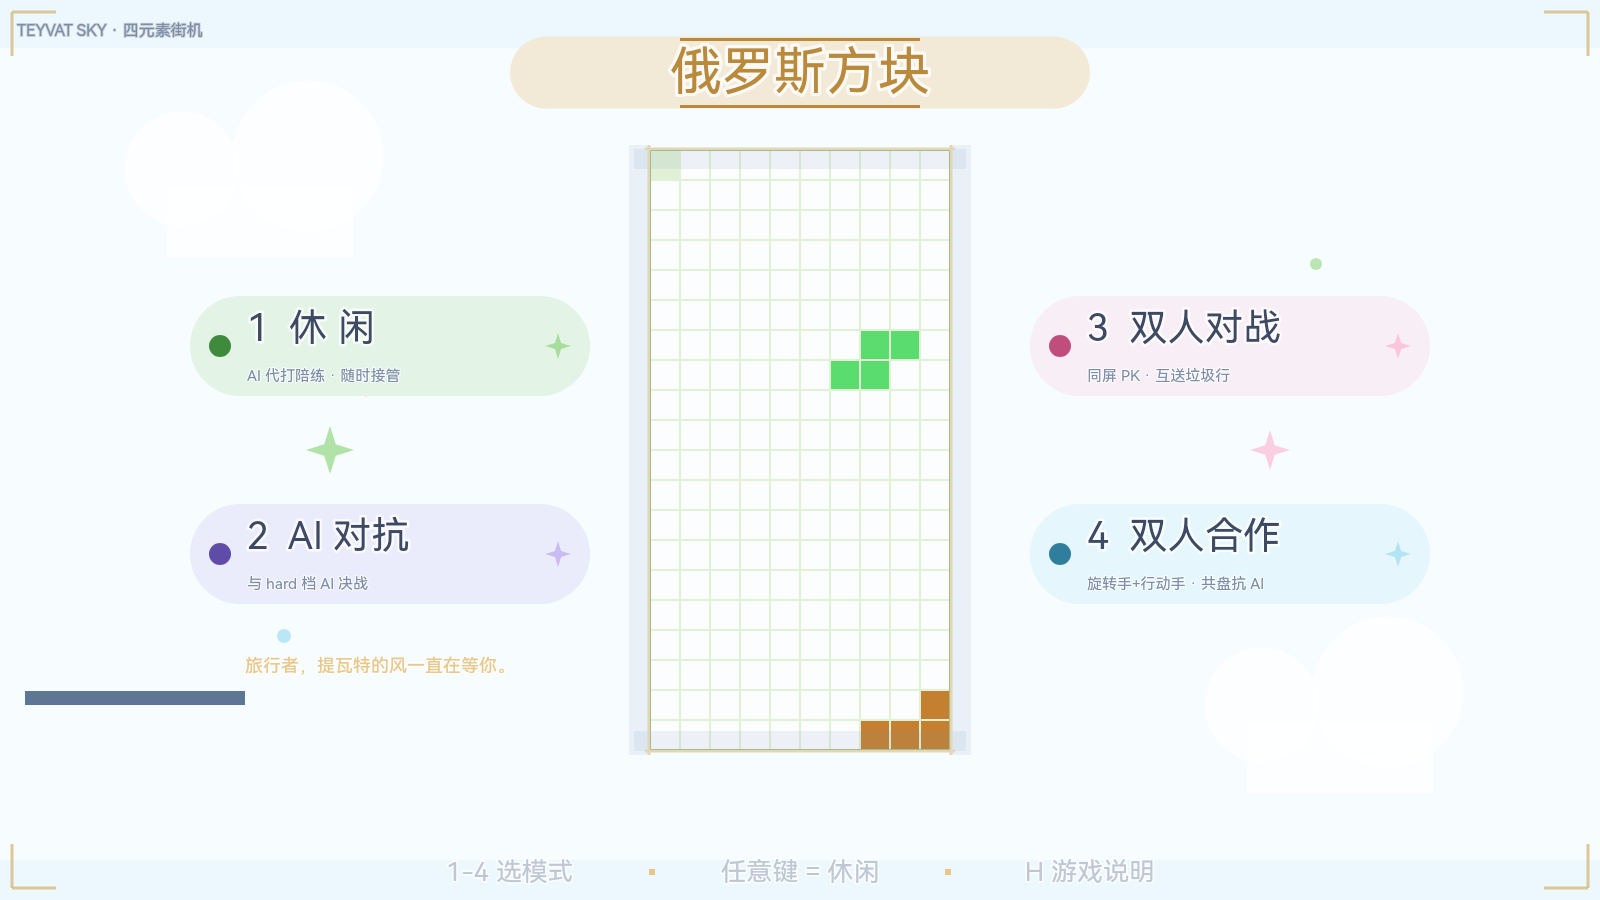 TEYVAT SKY · 四元素街机
俄罗斯方块
1 休 闲
AI 代打陪练 · 随时接管
2 AI 对抗
与 hard 档 AI 决战
旅行者，提瓦特的风一直在等你。
3 双人对战
同屏 PK · 互送垃圾行
4 双人合作
旋转手+行动手 · 共盘抗 AI
1-4 选模式
任意键 = 休闲
H 游戏说明